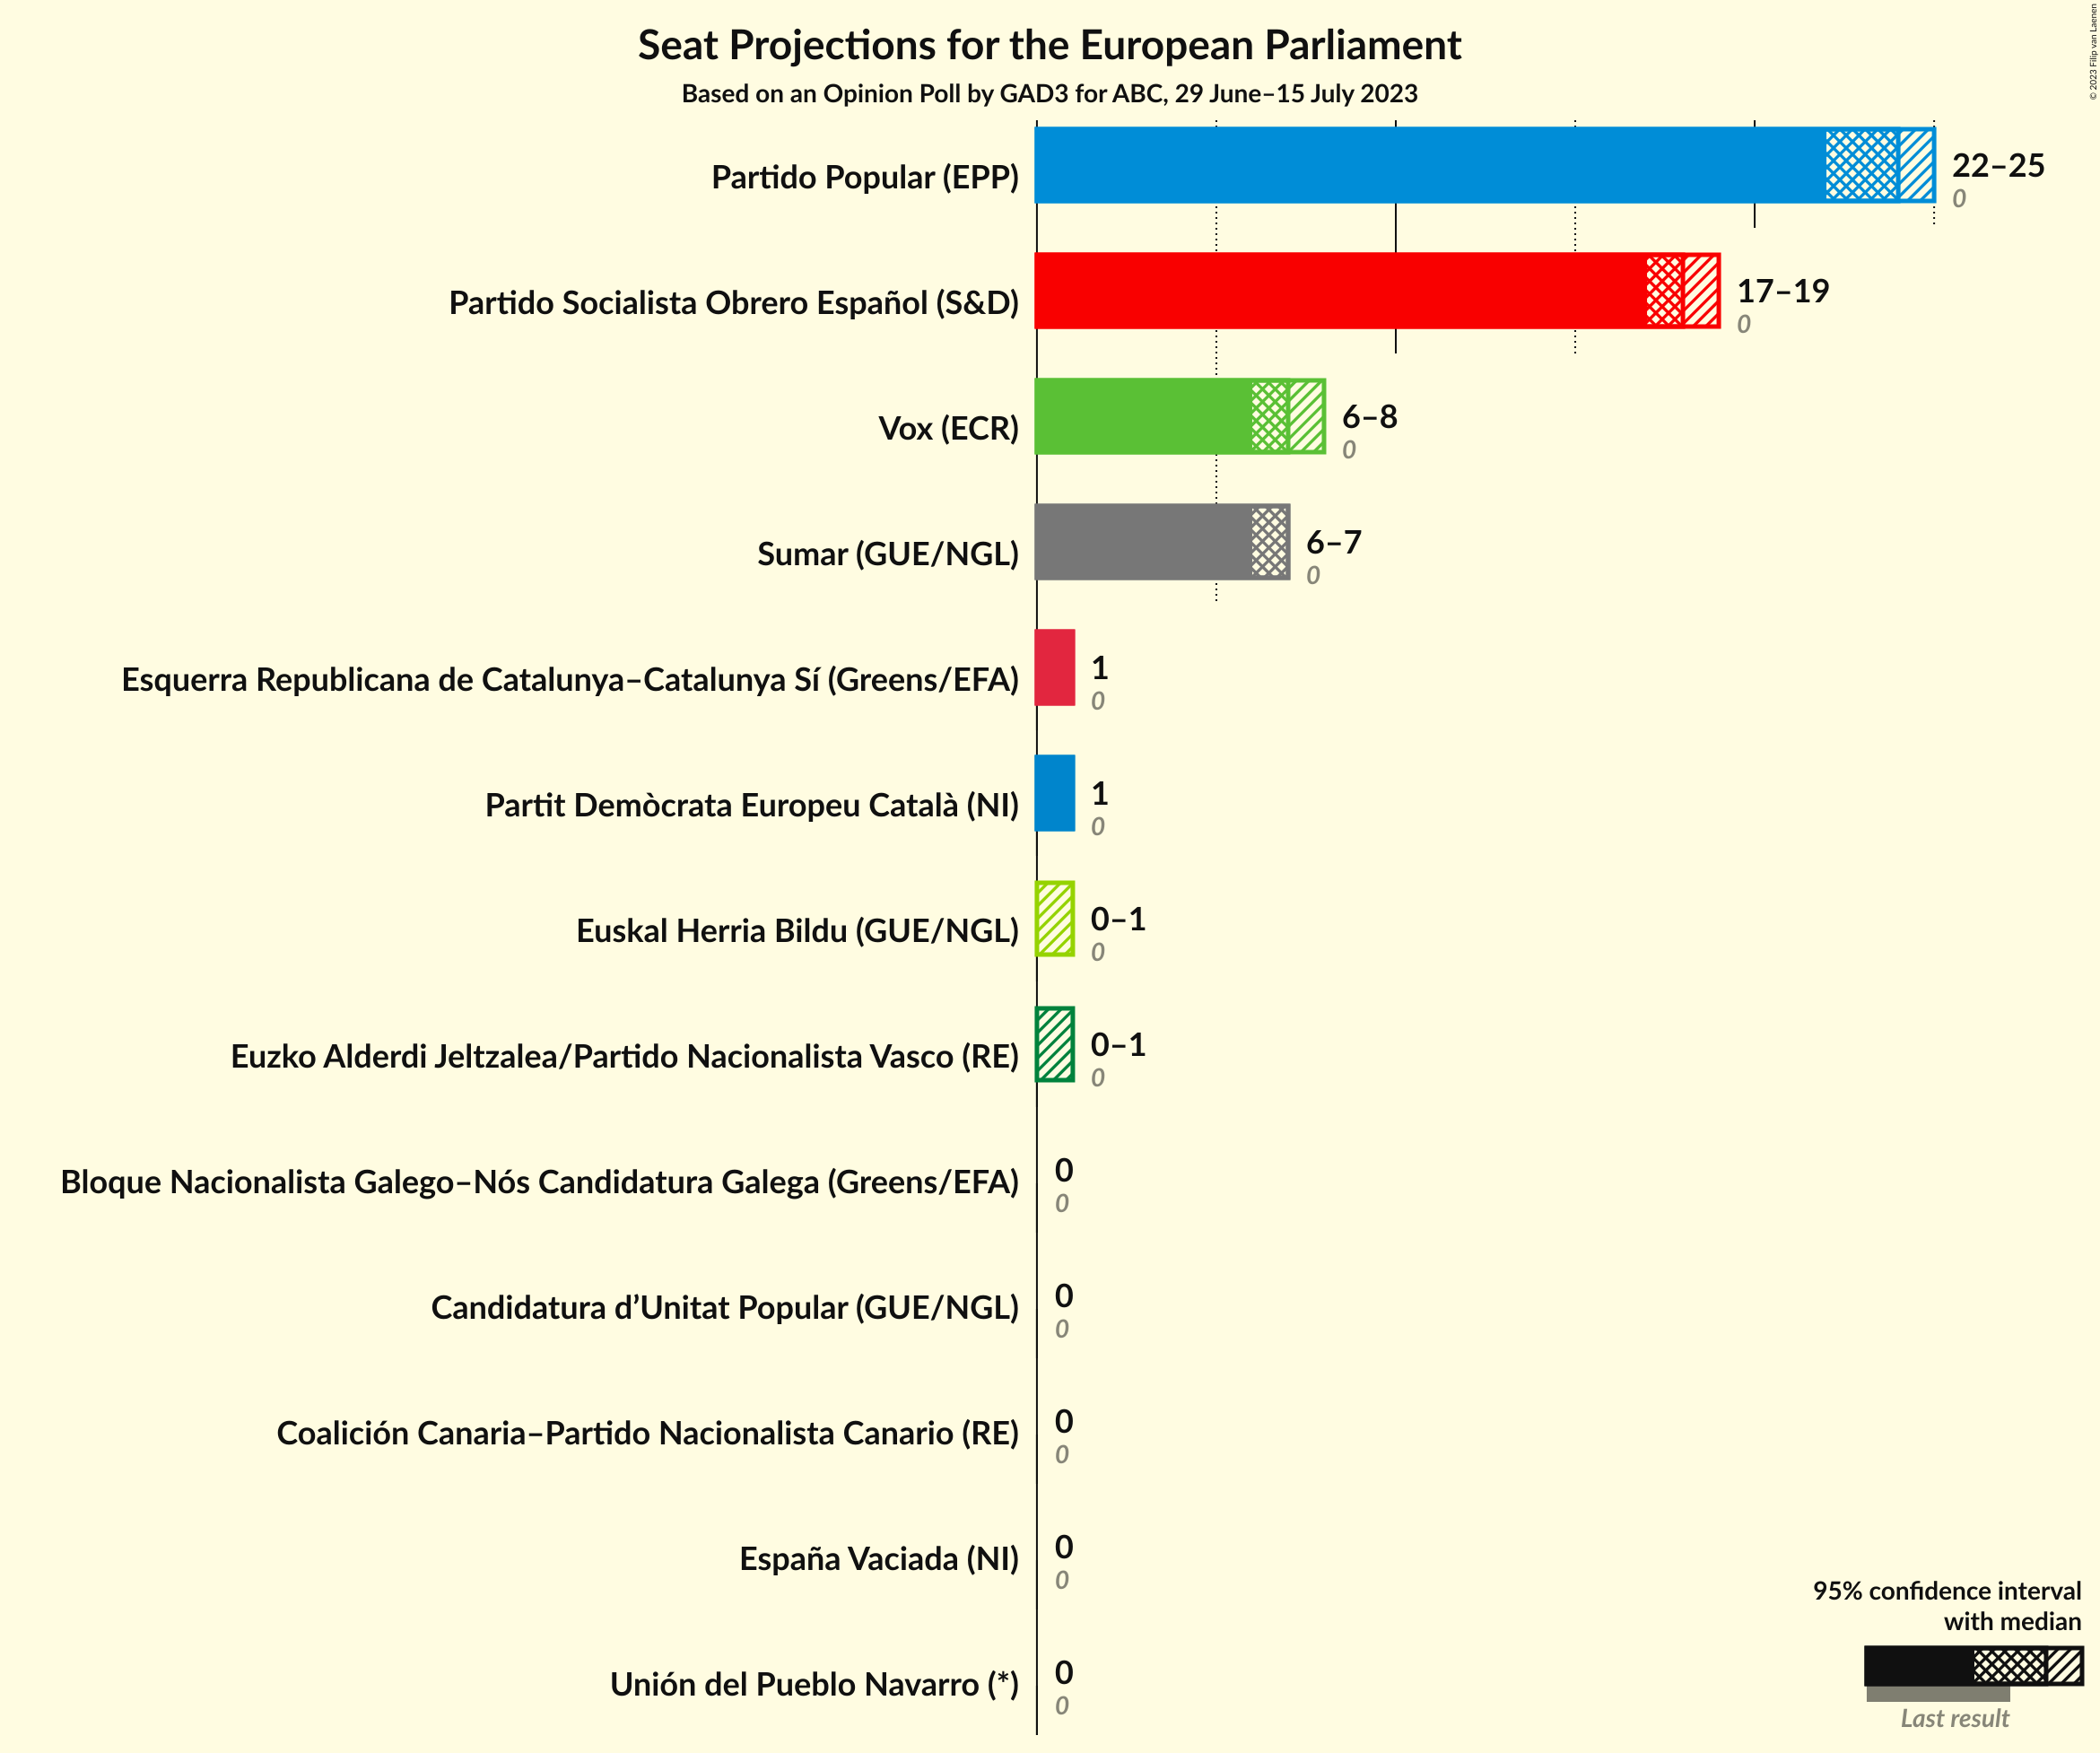 Seat Projections for the European Parliament
Based on an Opinion Poll by GAD3 for ABC, 29 June–15 July 2023
© 2023 Filip van Laenen
Partido Popular (EPP)
22–25
0
Partido Socialista Obrero Español (S&D)
17–19
0
Vox (ECR)
6–8
0
Sumar (GUE/NGL)
6–7
0
Esquerra Republicana de Catalunya–Catalunya Sí (Greens/EFA)
1
0
Partit Demòcrata Europeu Català (NI)
1
0
Euskal Herria Bildu (GUE/NGL)
0–1
0
Euzko Alderdi Jeltzalea/Partido Nacionalista Vasco (RE)
0–1
0
Bloque Nacionalista Galego–Nós Candidatura Galega (Greens/EFA)
0
0
Candidatura d’Unitat Popular (GUE/NGL)
0
0
Coalición Canaria–Partido Nacionalista Canario (RE)
0
0
España Vaciada (NI)
0
0
Unión del Pueblo Navarro (*)
0
0
95% confidence interval
with median
Last result